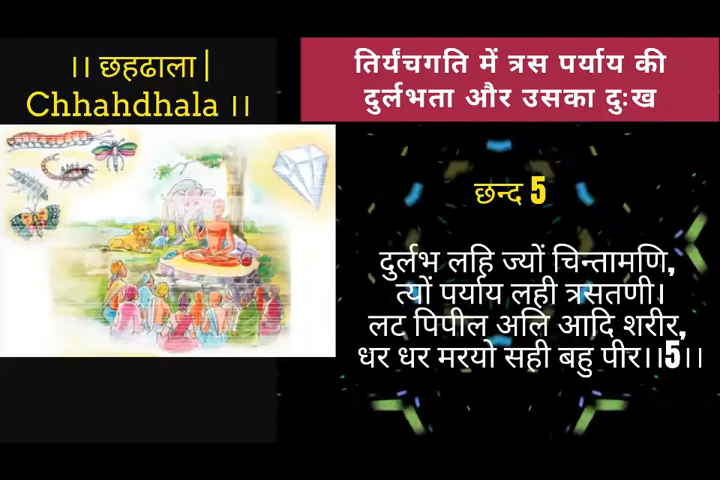 ।। छहढाला |
Chhahdhala ।।
तिर्यंचगति में त्रस पर्याय की
दुर्लभता और उसका दुःख
छन्द 5
दुर्लभ लहि ज्यों चिन्तामणि,
त्यों पर्याय लही त्रसतणी।
लट पिपील अलि आदि शरीर,
धर धर मरयो सही बहु पीर।।5।।